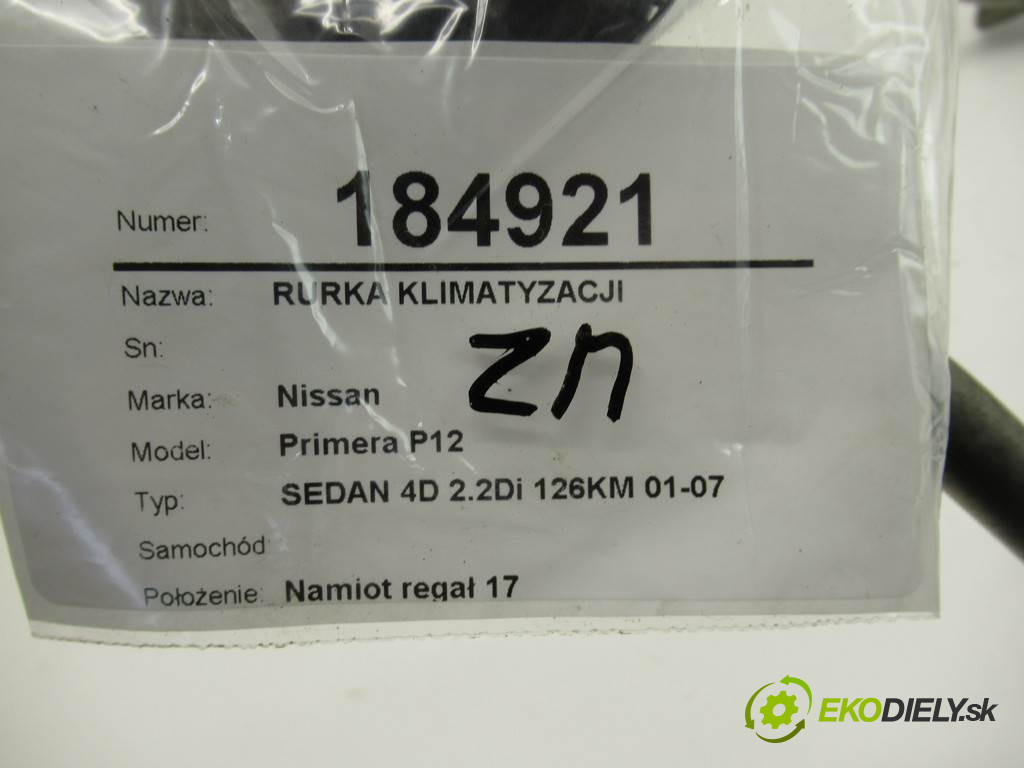 Numer: 184921
Nazwa: RURKA KLIMATYZACJI
Sn:
ZN
Marka: Nissan
Model: Primera P12
Typ: SEDAN 4D 2.2Di 126KM 01-07
Samochód
Położenie: Namiot regał 17
EKODIELY.sk